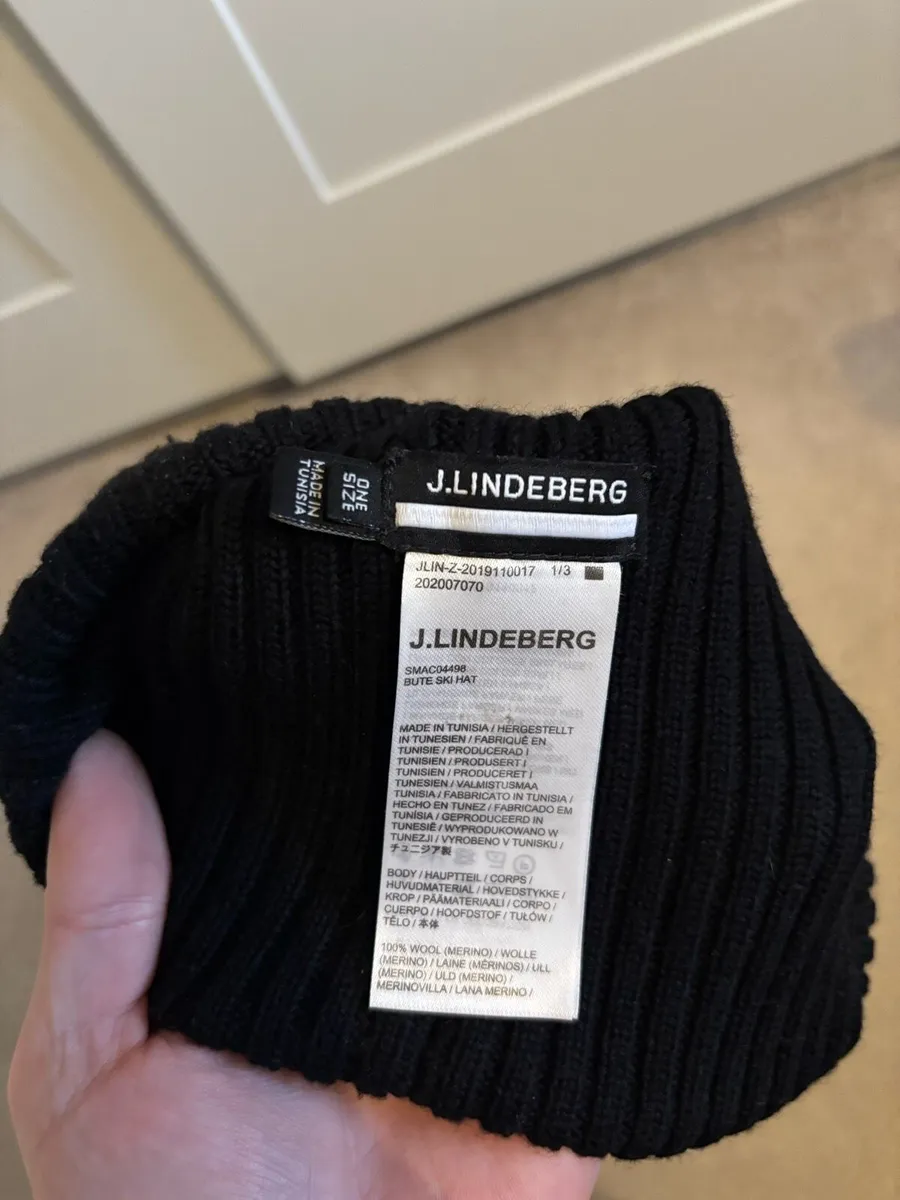 J.LINDEBERG
ONE
SIZE
MADE IN
TUNISIA
JLIN-Z-2019110017 1/3
202007070
J.LINDEBERG
SMAC04498
BUTE SKI HAT
MADE IN TUNISIA / HERGESTELLT
IN TUNESIEN / FABRIQUÉ EN
TUNISIE / PRODUCERAD I
TUNISIEN / PRODUSERT I
TUNISIEN / PRODUCERET I
TUNESIEN / VALMISTUSMAA
TUNISIA / FABBRICATO IN TUNISIA /
HECHO EN TUNEZ / FABRICADO EM
TUNÍSIA / GEPRODUCEERD IN
TUNESIË / WYPRODUKOWANO W
TUNEZJI / VYROBENO V TUNISKU /
チュニジア製
BODY / HAUPTTEIL / CORPS /
HUVUDMATERIAL / HOVEDSTYKKE /
KROP / PÄÄMATERIAALI / CORPO /
CUERPO / HOOFDSTOF / TUŁÓW /
TĚLO / 本体
100% WOOL (MERINO) / WOLLE
(MERINO) / LAINE (MÉRINOS) / ULL
(MERINO) / ULD (MERINO) /
MERINOVILLA / LANA MERINO /